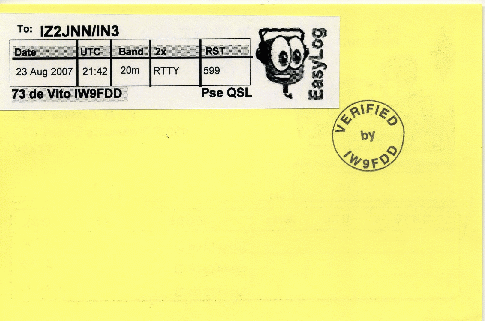 To: IZ2JNN/IN3
Date UTC Band 2x RST
23 Aug 2007 21:42 20m RTTY 599
73 de Vito IW9FDD Pse QSL
EasyLog
VERIFIED
by
IW9FDD